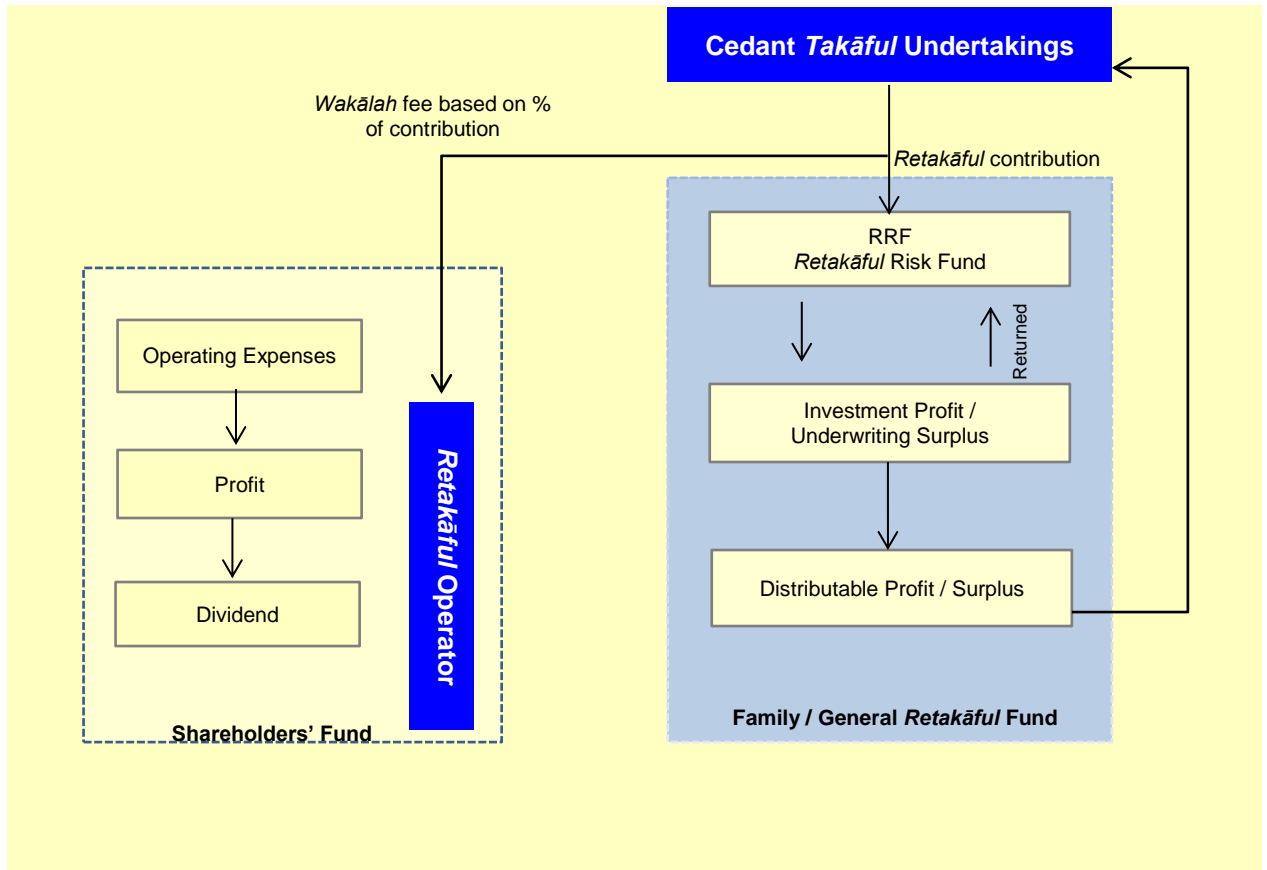 Cedant Takāful Undertakings
Wakālah fee based on %
of contribution
Retakāful contribution
RRF
Retakāful Risk Fund
Returned
Investment Profit /
Underwriting Surplus
Distributable Profit / Surplus
Family / General Retakāful Fund
Operating Expenses
Profit
Dividend
Retakāful Operator
Shareholders’ Fund